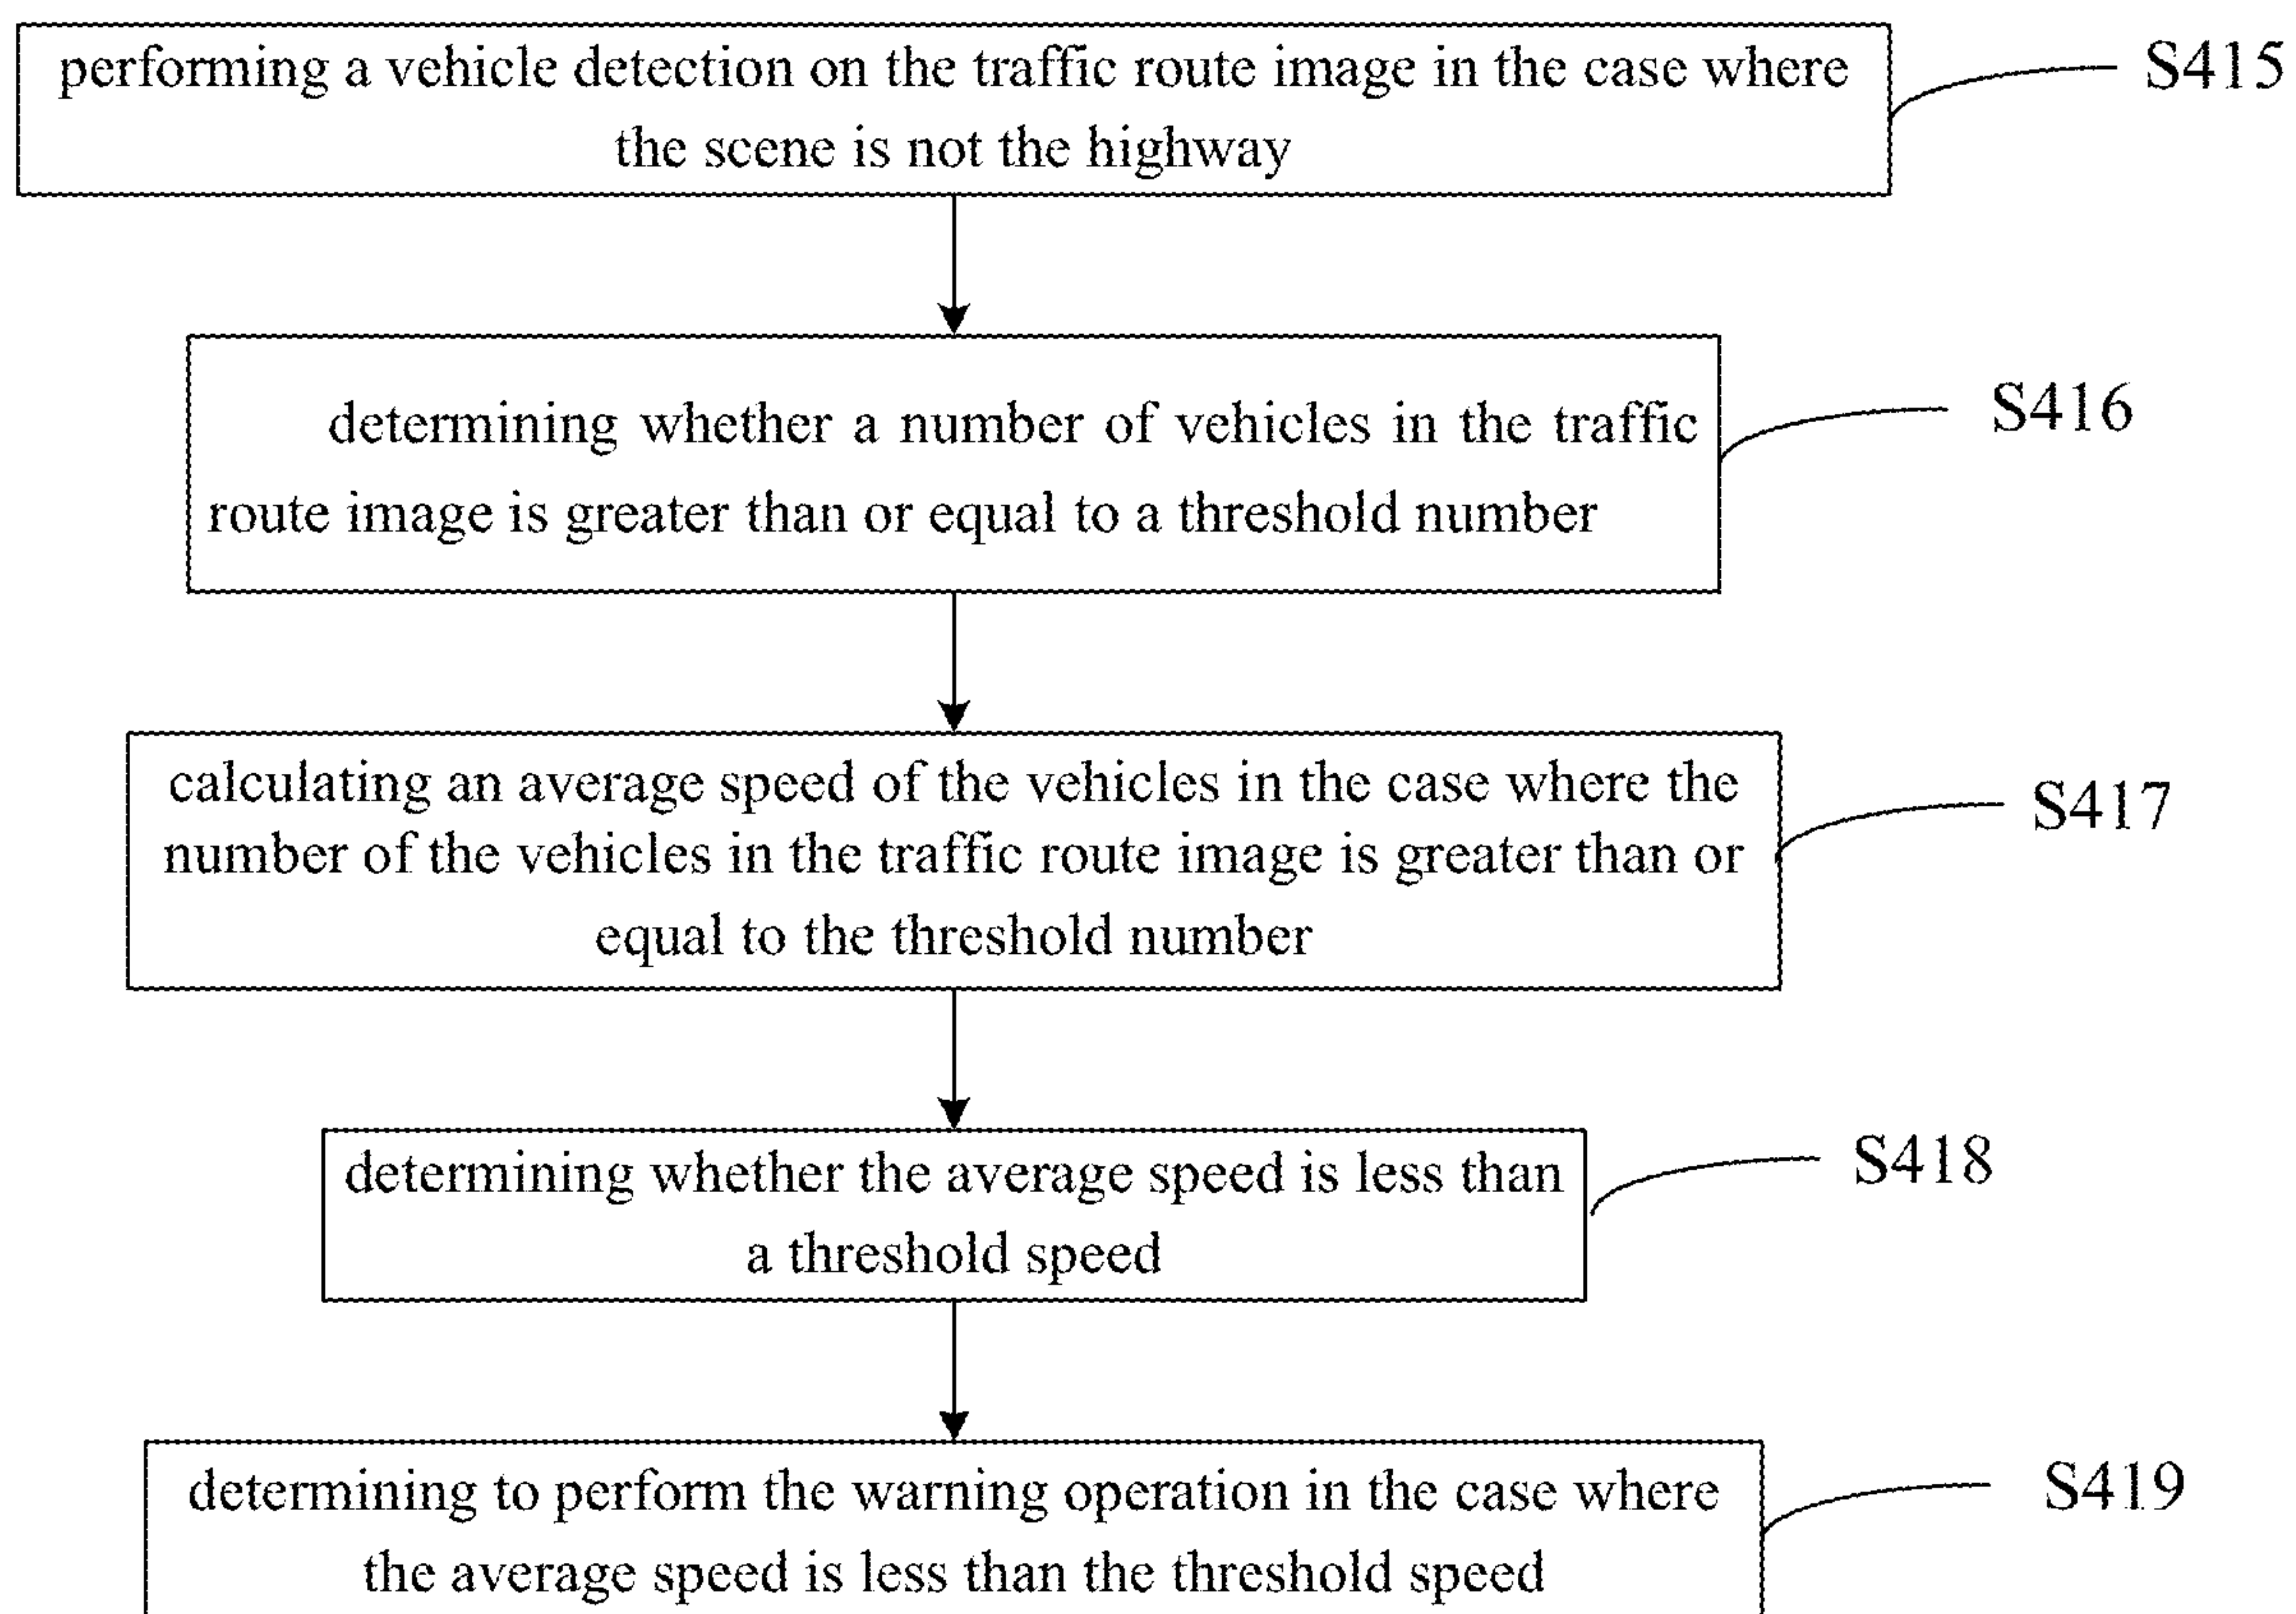 performing a vehicle detection on the traffic route image in the case where
the scene is not the highway
S415
determining whether a number of vehicles in the traffic
route image is greater than or equal to a threshold number
S416
calculating an average speed of the vehicles in the case where the
number of the vehicles in the traffic route image is greater than or
equal to the threshold number
S417
determining whether the average speed is less than
a threshold speed
S418
determining to perform the warning operation in the case where
the average speed is less than the threshold speed
S419